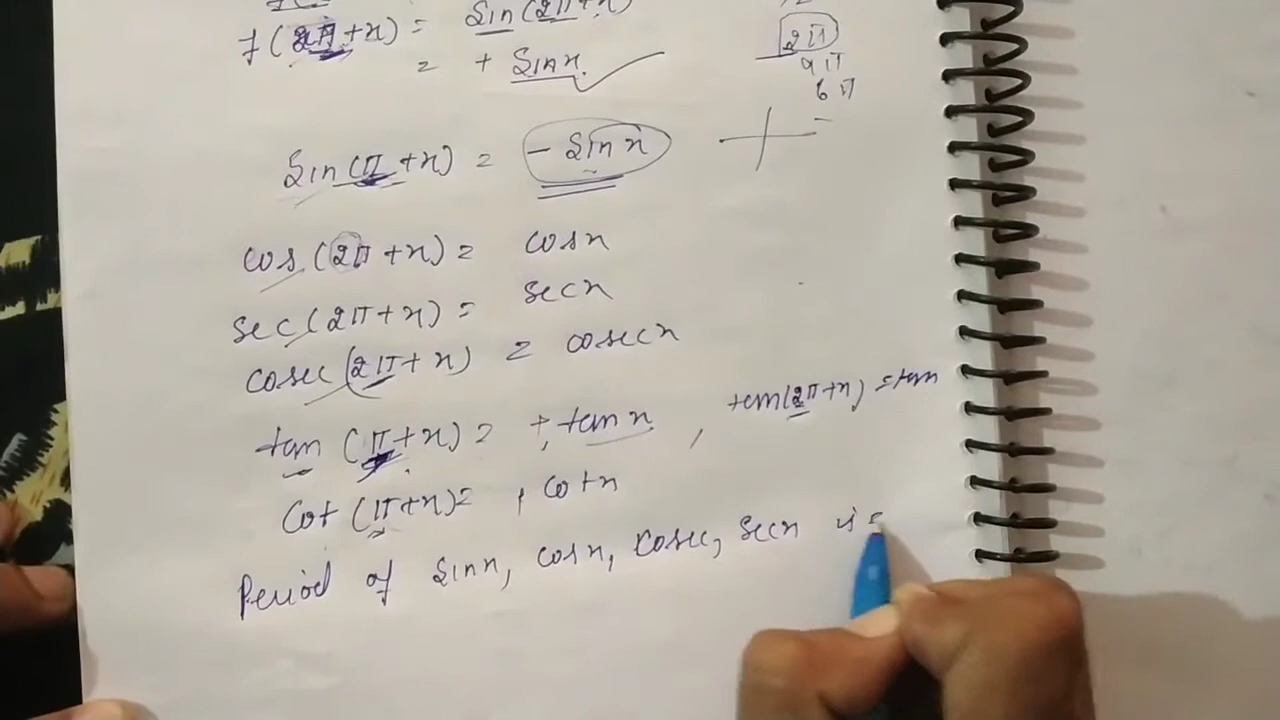 f(2π+x) = Sin(2π+x)
= + Sinx.
2π
4π
6π
Sin(π+x) = - Sinx
cos(2π+x) = cosx
sec(2π+x) = secx
cosec(2π+x) = cosecx
tan(π+x) = + tanx , tan(2π+x) = tan
Cot(π+x) = , cotx
Period of Sinx, cosx, cosec, secx is